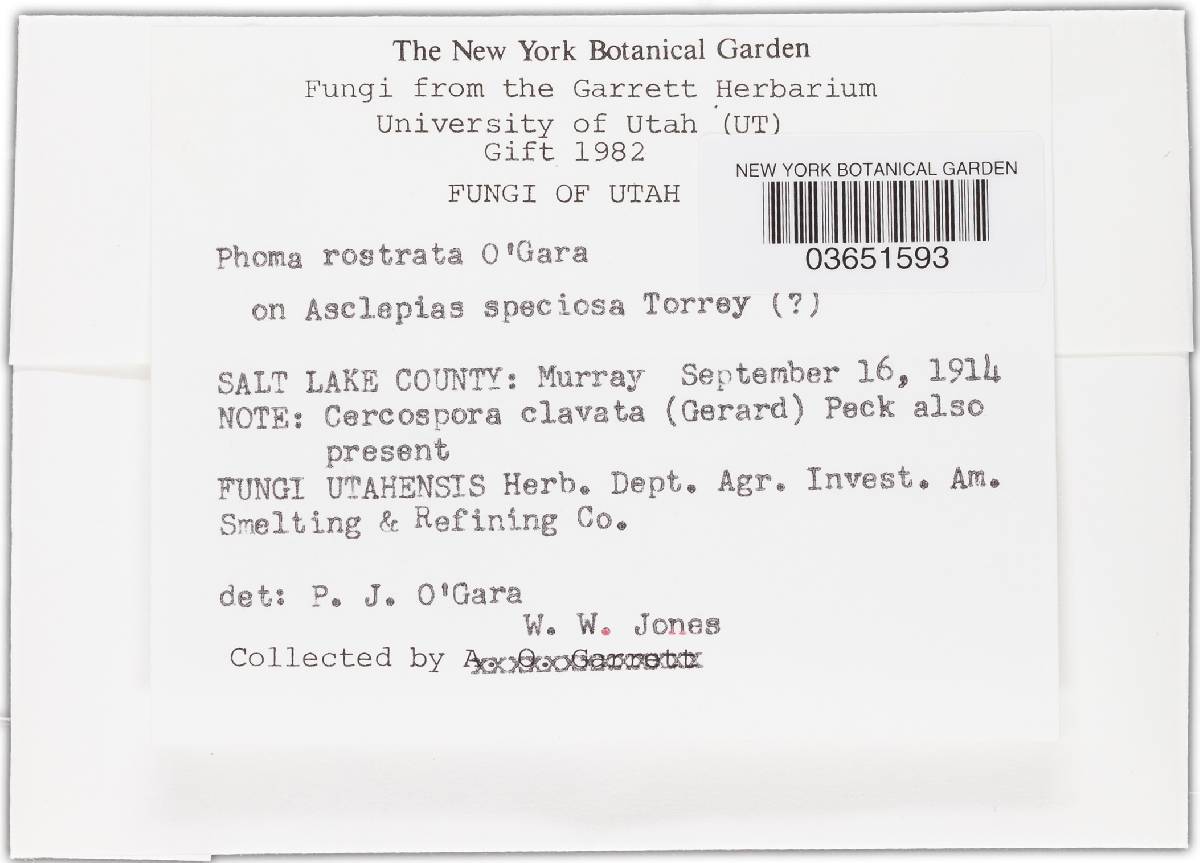 The New York Botanical Garden
Fungi from the Garrett Herbarium
University of Utah (UT)
Gift 1982
FUNGI OF UTAH
NEW YORK BOTANICAL GARDEN
03651593
Phoma rostrata O'Gara
on Asclepias speciosa Torrey (?)
SALT LAKE COUNTY: Murray September 16, 1914
NOTE: Cercospora clavata (Gerard) Peck also
present
FUNGI UTAHENSIS Herb. Dept. Agr. Invest. Am.
Smelting & Refining Co.
det: P. J. O'Gara
W. W. Jones
Collected by A. O. Garrett